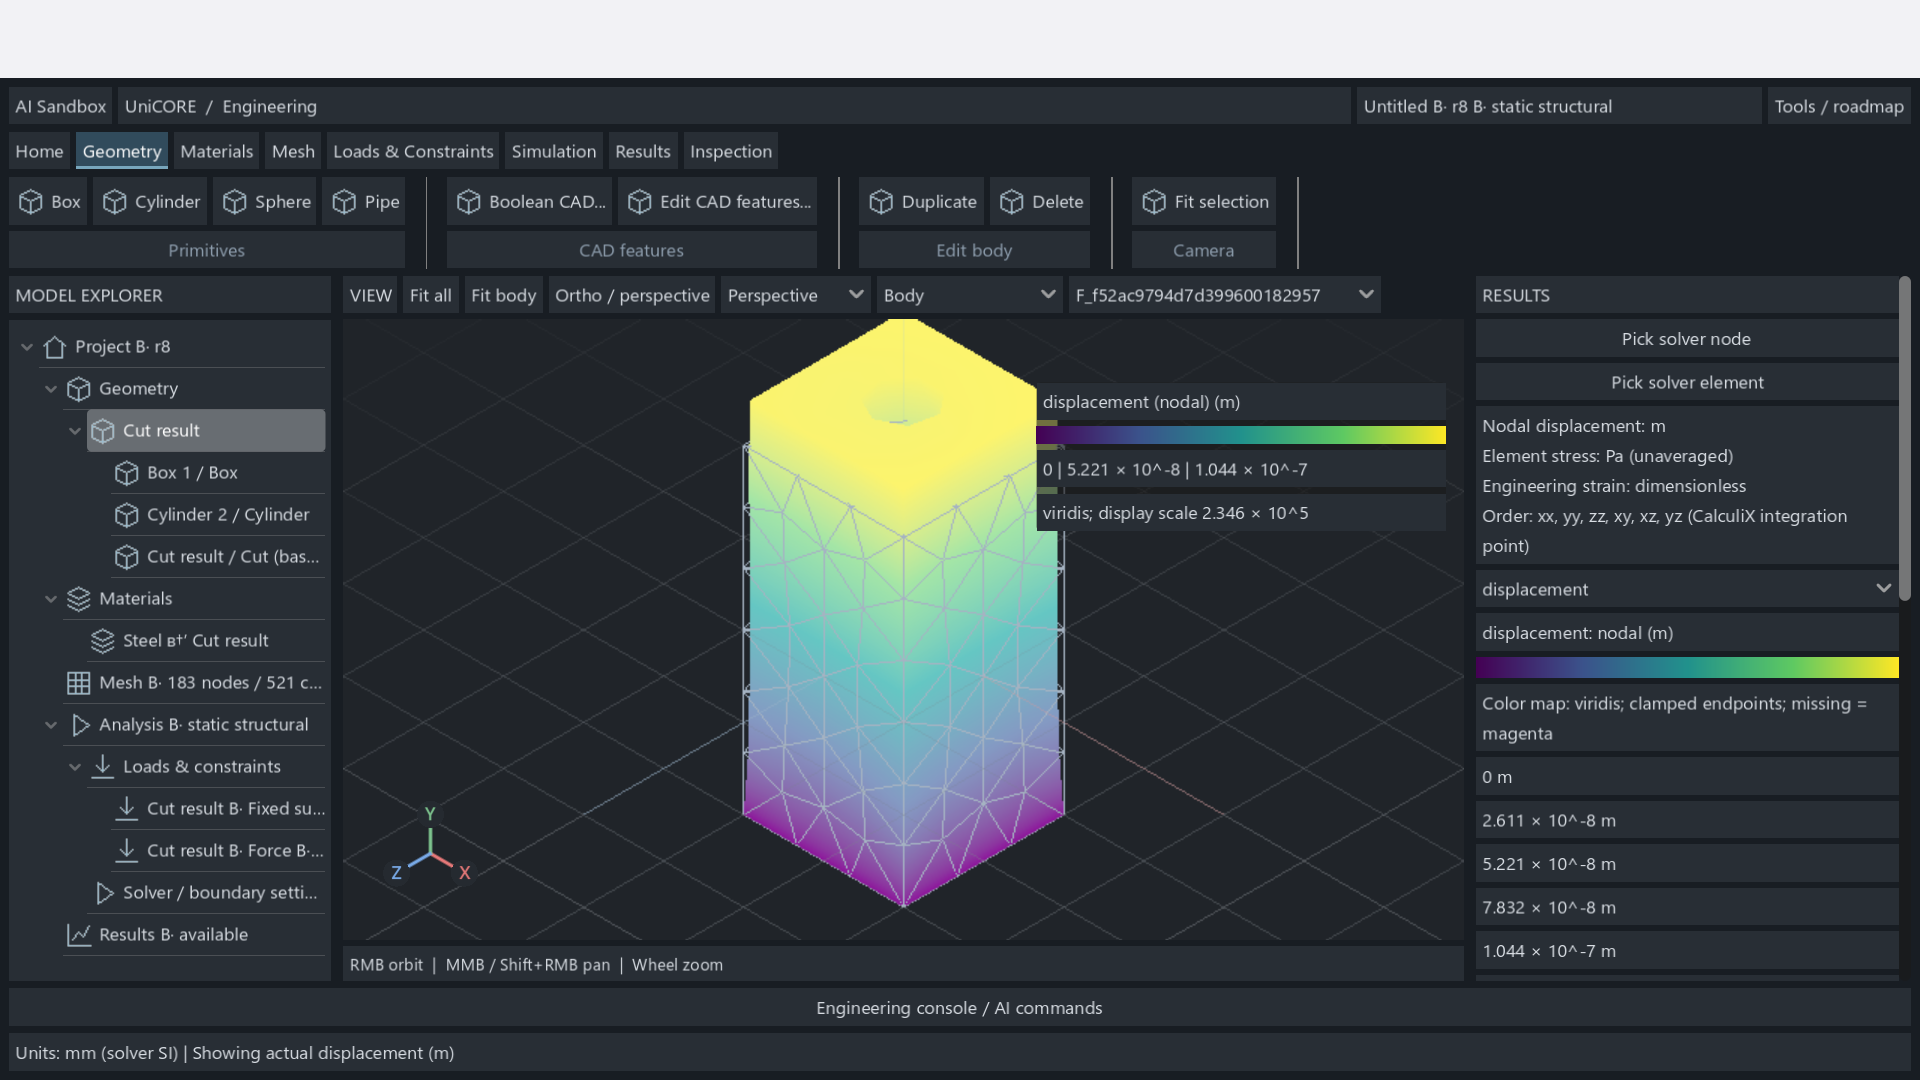 AI Sandbox
UniCORE / Engineering
Untitled В· r8 В· static structural
Tools / roadmap
Home
Geometry
Materials
Mesh
Loads & Constraints
Simulation
Results
Inspection
Box
Cylinder
Sphere
Pipe
Boolean CAD...
Edit CAD features...
Duplicate
Delete
Fit selection
Primitives
CAD features
Edit body
Camera
MODEL EXPLORER
Project В· r8
Geometry
Cut result
Box 1 / Box
Cylinder 2 / Cylinder
Cut result / Cut (bas...
Materials
Steel в†’ Cut result
Mesh В· 183 nodes / 521 c...
Analysis В· static structural
Loads & constraints
Cut result В· Fixed su...
Cut result В· Force В·...
Solver / boundary setti...
Results В· available
VIEW
Fit all
Fit body
Ortho / perspective
Perspective
Body
F_f52ac9794d7d399600182957
displacement (nodal) (m)
0 | 5.221 × 10^-8 | 1.044 × 10^-7
viridis; display scale 2.346 × 10^5
Y
Z
X
RMB orbit | MMB / Shift+RMB pan | Wheel zoom
RESULTS
Pick solver node
Pick solver element
Nodal displacement: m
Element stress: Pa (unaveraged)
Engineering strain: dimensionless
Order: xx, yy, zz, xy, xz, yz (CalculiX integration
point)
displacement
displacement: nodal (m)
Color map: viridis; clamped endpoints; missing =
magenta
0 m
2.611 × 10^-8 m
5.221 × 10^-8 m
7.832 × 10^-8 m
1.044 × 10^-7 m
Engineering console / AI commands
Units: mm (solver SI) | Showing actual displacement (m)